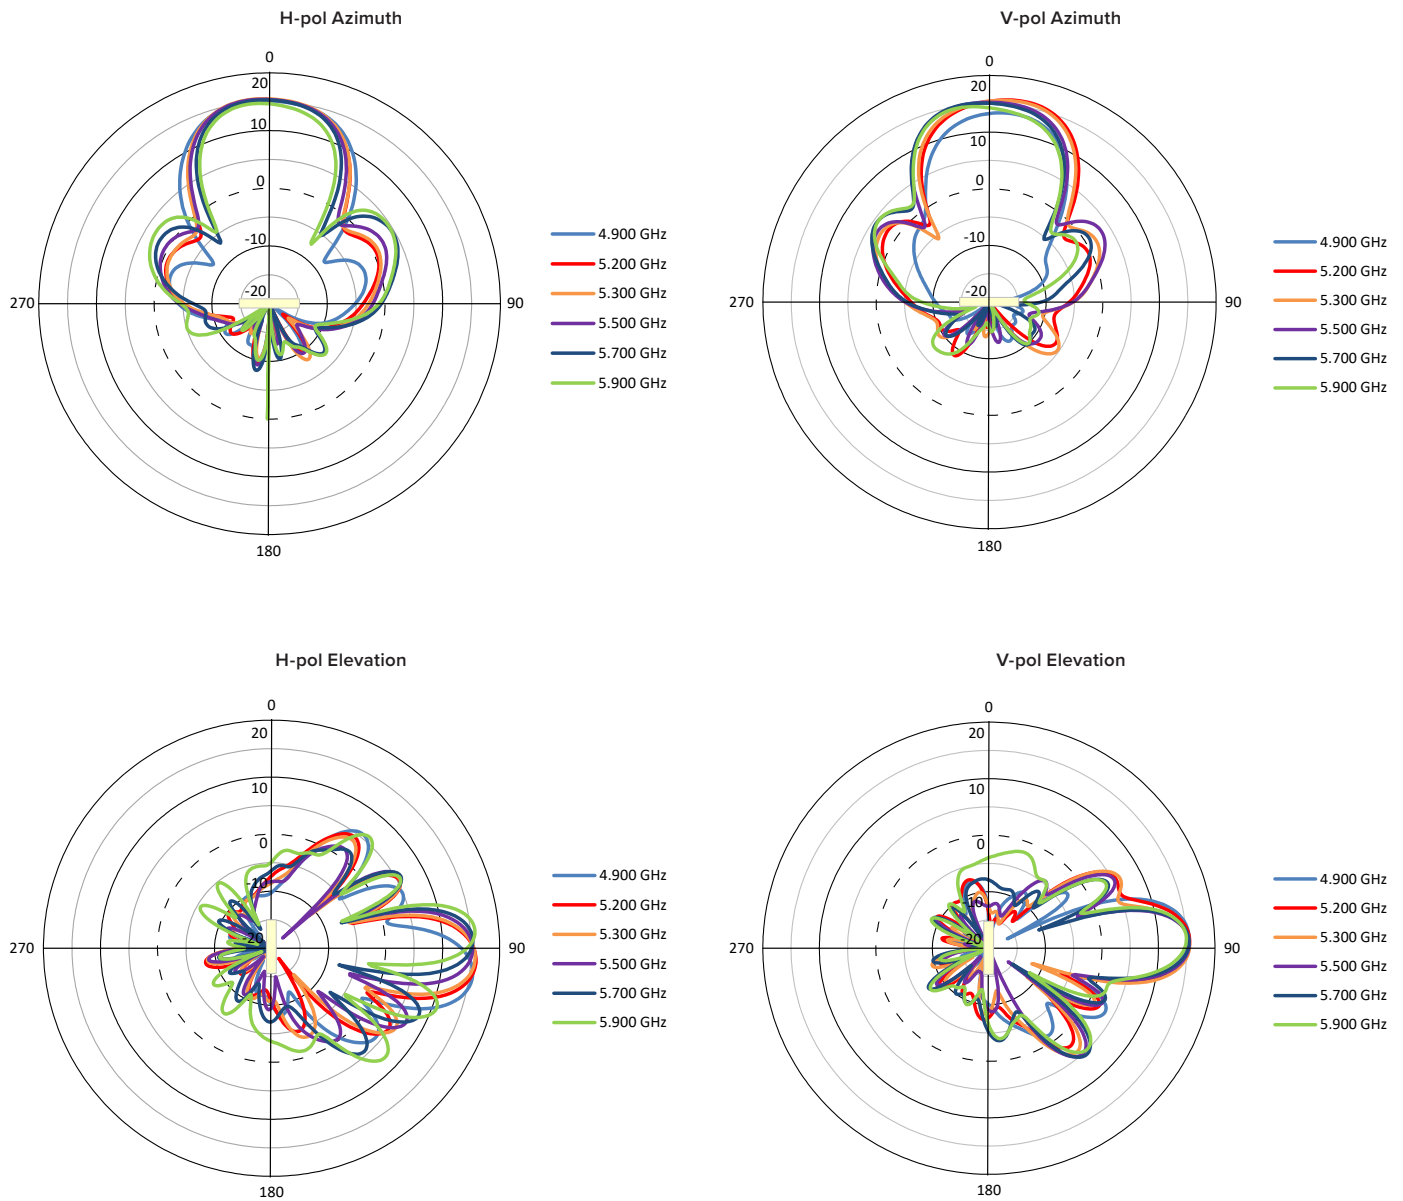 H-pol Azimuth
0
20
10
0
-10
-20
270
90
180
4.900 GHz
5.200 GHz
5.300 GHz
5.500 GHz
5.700 GHz
5.900 GHz
V-pol Azimuth
0
20
10
0
-10
-20
270
90
180
4.900 GHz
5.200 GHz
5.300 GHz
5.500 GHz
5.700 GHz
5.900 GHz
H-pol Elevation
0
20
10
0
-10
-20
270
90
180
4.900 GHz
5.200 GHz
5.300 GHz
5.500 GHz
5.700 GHz
5.900 GHz
V-pol Elevation
0
20
10
0
-10
-20
270
90
180
4.900 GHz
5.200 GHz
5.300 GHz
5.500 GHz
5.700 GHz
5.900 GHz